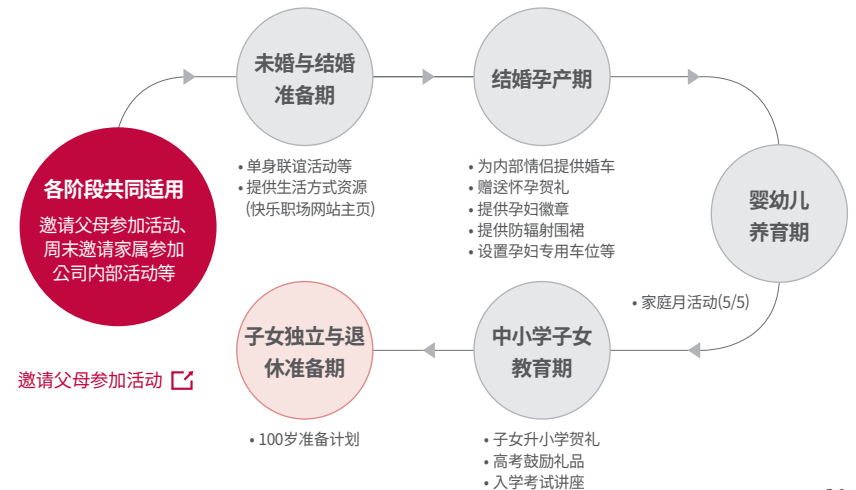 未婚与结婚
准备期
• 单身联谊活动等
• 提供生活方式资源
(快乐职场网站主页)
结婚孕产期
• 为内部情侣提供婚车
• 赠送怀孕贺礼
• 提供孕妇徽章
• 提供防辐射围裙
• 设置孕妇专用车位等
各阶段共同适用
邀请父母参加活动、
周末邀请家属参加
公司内部活动等
婴幼儿
养育期
• 家庭月活动(5/5)
中小学子女
教育期
• 子女升小学贺礼
• 高考鼓励礼品
• 入学考试讲座
子女独立与退
休准备期
• 100岁准备计划
邀请父母参加活动